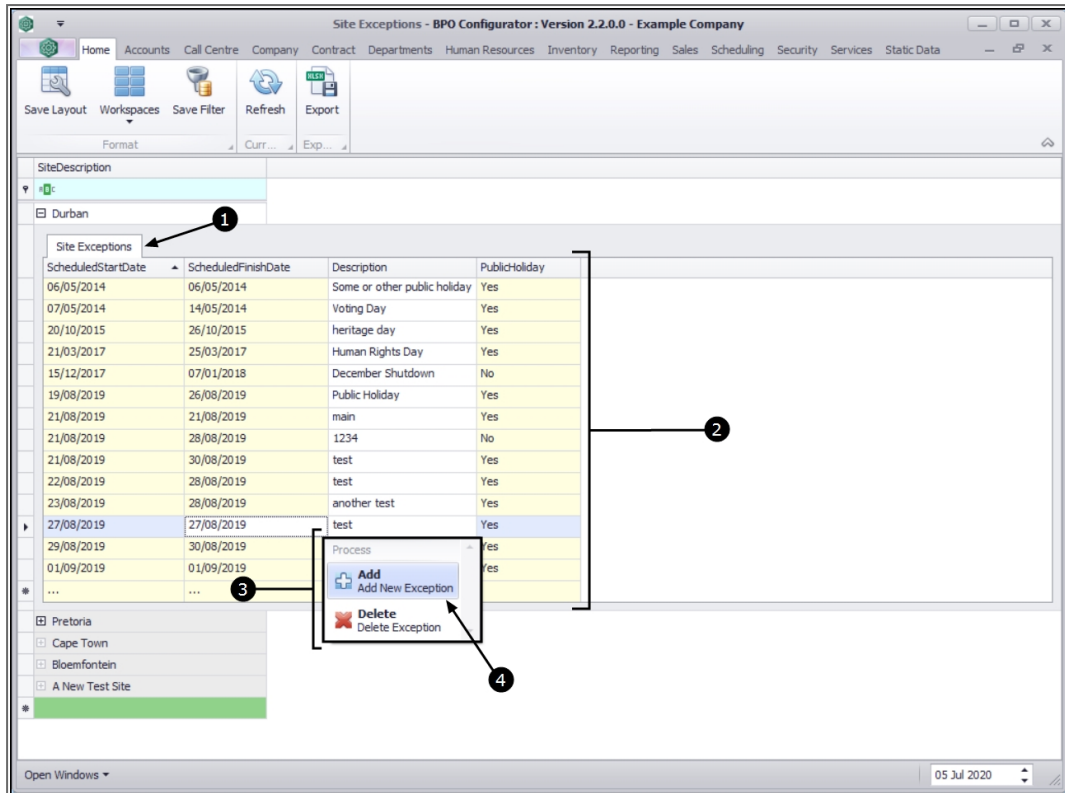 Site Exceptions - BPO Configurator : Version 2.2.0.0 - Example Company
Home Accounts Call Centre Company Contract Departments Human Resources Inventory Reporting Sales Scheduling Security Services Static Data
Save Layout Workspaces Save Filter Refresh Export
Format Curr... Exp...
SiteDescription
Durban
1
Site Exceptions
ScheduledStartDate ScheduledFinishDate Description PublicHoliday
06/05/2014 06/05/2014 Some or other public holiday Yes
07/05/2014 14/05/2014 Voting Day Yes
20/10/2015 26/10/2015 heritage day Yes
21/03/2017 25/03/2017 Human Rights Day Yes
15/12/2017 07/01/2018 December Shutdown No
19/08/2019 26/08/2019 Public Holiday Yes
21/08/2019 21/08/2019 main Yes
2
21/08/2019 28/08/2019 1234 No
21/08/2019 30/08/2019 test Yes
22/08/2019 28/08/2019 test Yes
23/08/2019 28/08/2019 another test Yes
27/08/2019 27/08/2019 test Yes
29/08/2019 30/08/2019 Yes
01/09/2019 01/09/2019 Yes
... ...
3
Process
Add
Add New Exception
Delete
Delete Exception
4
Pretoria
Cape Town
Bloemfontein
A New Test Site
Open Windows 05 Jul 2020